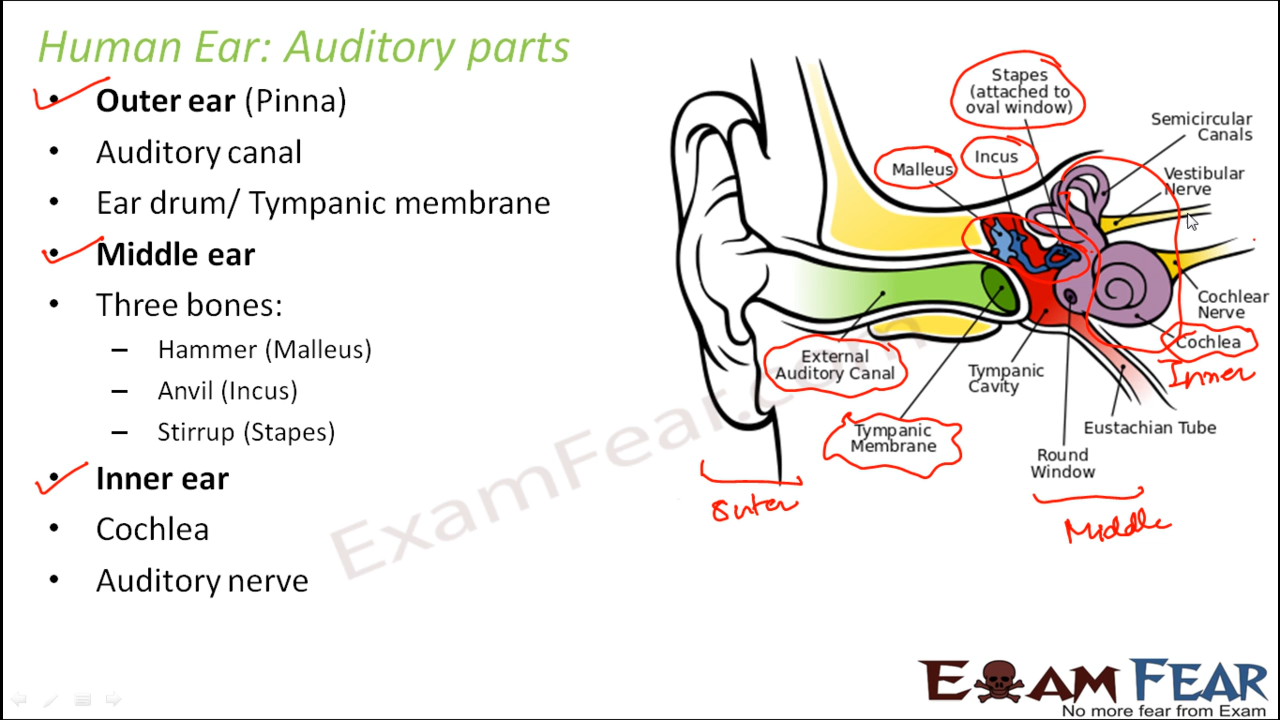 Human Ear: Auditory parts
• Outer ear (Pinna)
• Auditory canal
• Ear drum/ Tympanic membrane
• Middle ear
• Three bones:
– Hammer (Malleus)
– Anvil (Incus)
– Stirrup (Stapes)
• Inner ear
• Cochlea
• Auditory nerve
Stapes
(attached to
oval window)
Semicircular
Canals
Malleus
Incus
Vestibular
Nerve
Cochlear
Nerve
Cochlea
Inner
External
Auditory Canal
Tympanic
Cavity
Tympanic
Membrane
Eustachian Tube
Round
Window
Outer
Middle
ExamFear.com
EXAM FEAR
No more fear from Exam